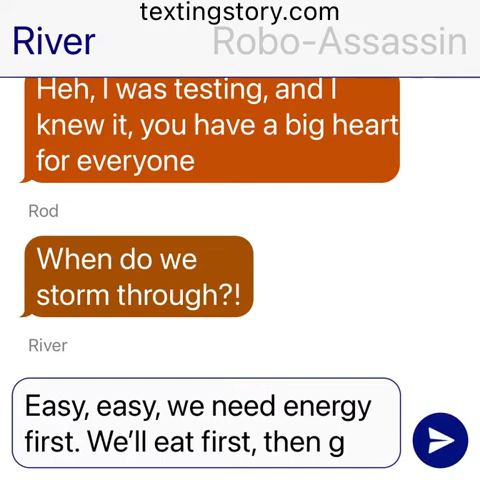 textingstory.com
River Robo-Assassin
Heh, I was testing, and I
knew it, you have a big heart
for everyone
Rod
When do we
storm through?!
River
Easy, easy, we need energy
first. We’ll eat first, then g